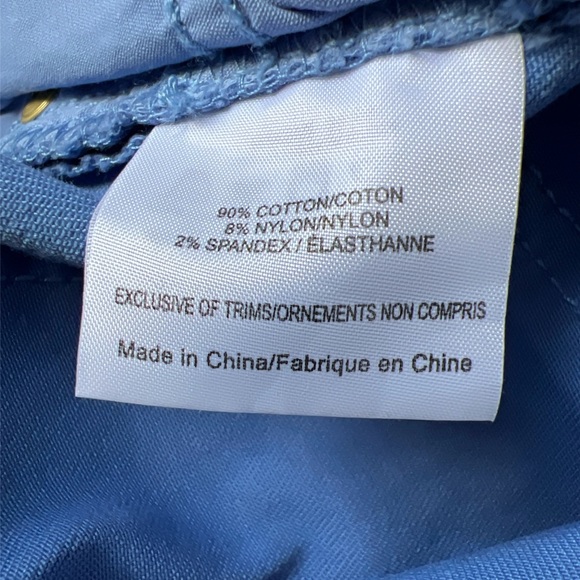 90% COTTON/COTON
8% NYLON/NYLON
2% SPANDEX / ÉLASTHANNE
EXCLUSIVE OF TRIMS/ORNEMENTS NON COMPRIS
Made in China/Fabrique en Chine